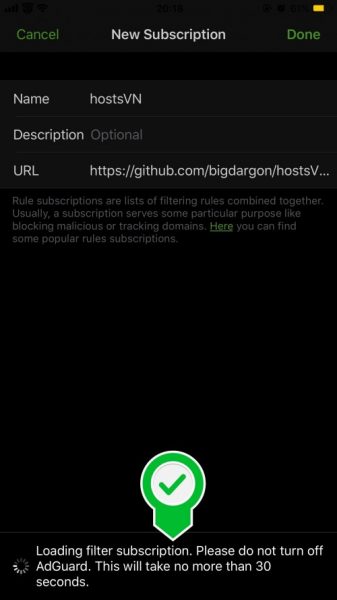 20:18
61%
Cancel New Subscription Done
Name hostsVN
Description Optional
URL https://github.com/bigdargon/hostsV...
Rule subscriptions are lists of filtering rules combined together.
Usually, a subscription serves some particular purpose like
blocking malicious or tracking domains. Here you can find
some popular rules subscriptions.
Loading filter subscription. Please do not turn off
AdGuard. This will take no more than 30
seconds.